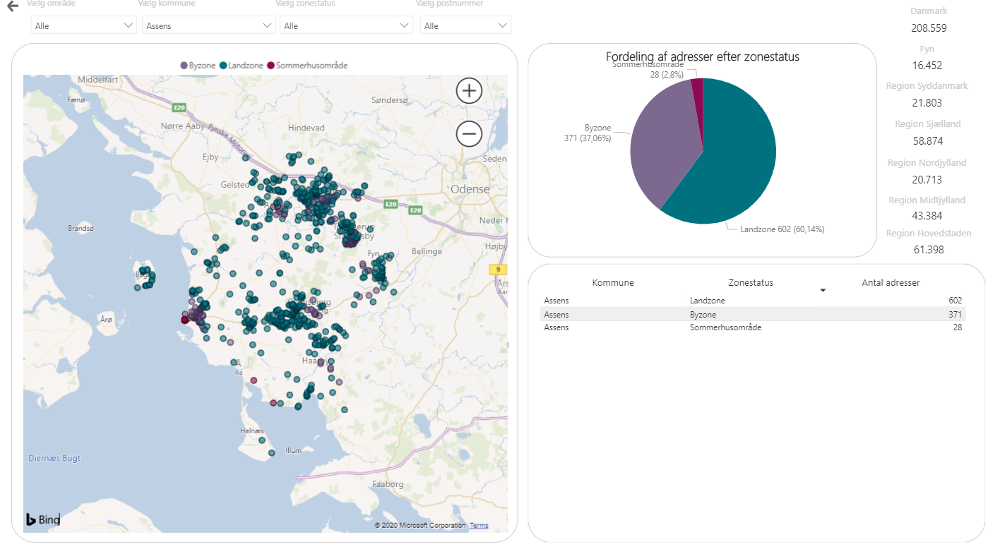 Vælg område
Vælg kommune
Vælg zonestatus
Vælg postnummer
Alle
Assens
Alle
Alle
Byzone
Landzone
Sommerhusområde
Middelfart
Fænø
E20
Søndersø
Nørre Aaby
Fynske Motorvej
Hindevad
Ejby
Seden
Gelsted
Odense
E20
E20
Brandsø
Neder H
Højby
Bellinge
Fyn
9
Års
Aar
Årø
Å
Aa
Haarby
Helnæs
Illum
Diernæs Bugt
Faaborg
Bing
© 2020 Microsoft Corporation Terms
Fordeling af adresser efter zonestatus
Sommerhusområde
28 (2,8%)
Byzone
371 (37,06%)
Landzone 602 (60,14%)
Danmark
208.559
Fyn
16.452
Region Syddanmark
21.803
Region Sjælland
58.874
Region Nordjylland
20.713
Region Midtjylland
43.384
Region Hovedstaden
61.398
Kommune Zonestatus Antal adresser
Assens Landzone 602
Assens Byzone 371
Assens Sommerhusområde 28